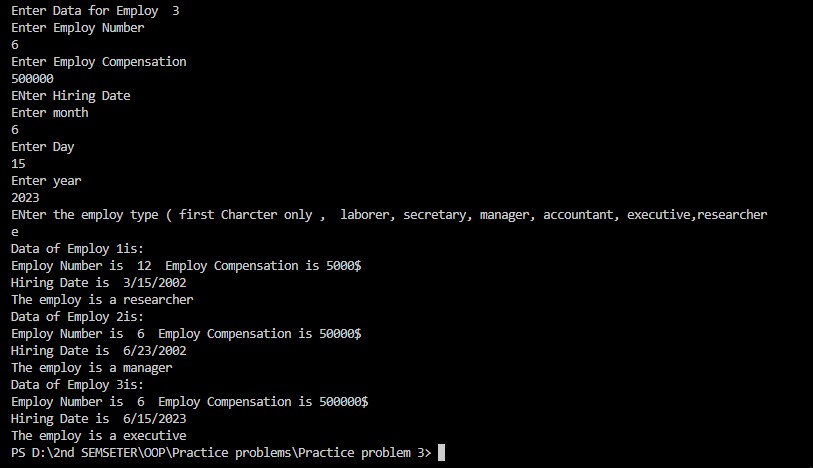 Enter Data for Employ  3
Enter Employ Number
6
Enter Employ Compensation
500000
ENter Hiring Date
Enter month
6
Enter Day
15
Enter year
2023
ENter the employ type ( first Charcter only ,  laborer, secretary, manager, accountant, executive,researcher
e
Data of Employ 1is:
Employ Number is  12  Employ Compensation is 5000$
Hiring Date is  3/15/2002
The employ is a researcher
Data of Employ 2is:
Employ Number is  6  Employ Compensation is 50000$
Hiring Date is  6/23/2002
The employ is a manager
Data of Employ 3is:
Employ Number is  6  Employ Compensation is 500000$
Hiring Date is  6/15/2023
The employ is a executive
PS D:\2nd SEMSETER\OOP\Practice problems\Practice problem 3>